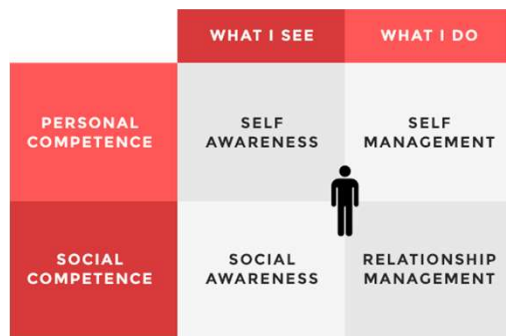 WHAT I SEE
WHAT I DO
PERSONAL
COMPETENCE
SELF
AWARENESS
SELF
MANAGEMENT
SOCIAL
COMPETENCE
SOCIAL
AWARENESS
RELATIONSHIP
MANAGEMENT